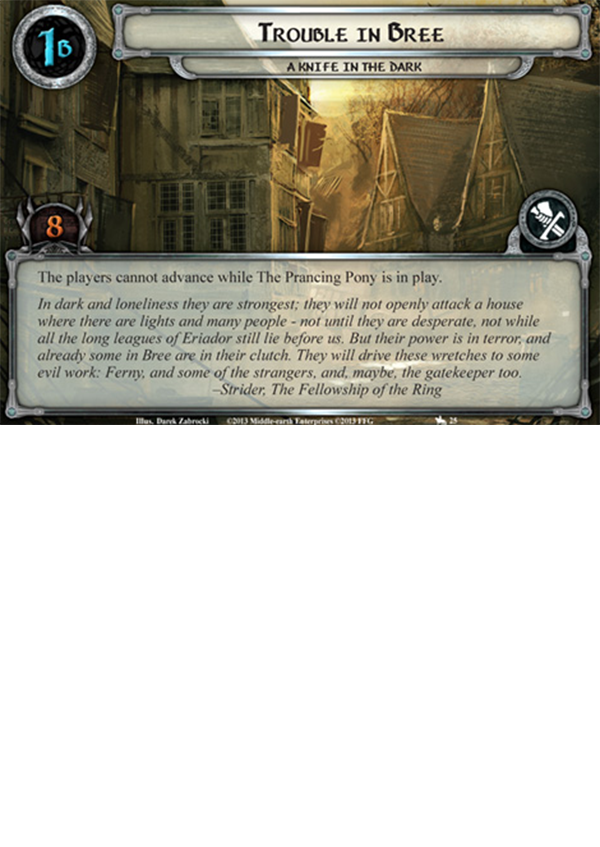 1B
TROUBLE IN BREE
A KNIFE IN THE DARK
8
The players cannot advance while The Prancing Pony is in play.
In dark and loneliness they are strongest; they will not openly attack a house
where there are lights and many people - not until they are desperate, not while
all the long leagues of Eriador still lie before us. But their power is in terror, and
already some in Bree are in their clutch. They will drive these wretches to some
evil work: Ferny, and some of the strangers, and, maybe, the gatekeeper too.
–Strider, The Fellowship of the Ring
Illus. Darek Zabrocki ©2013 Middle-earth Enterprises ©2013 FFG 25